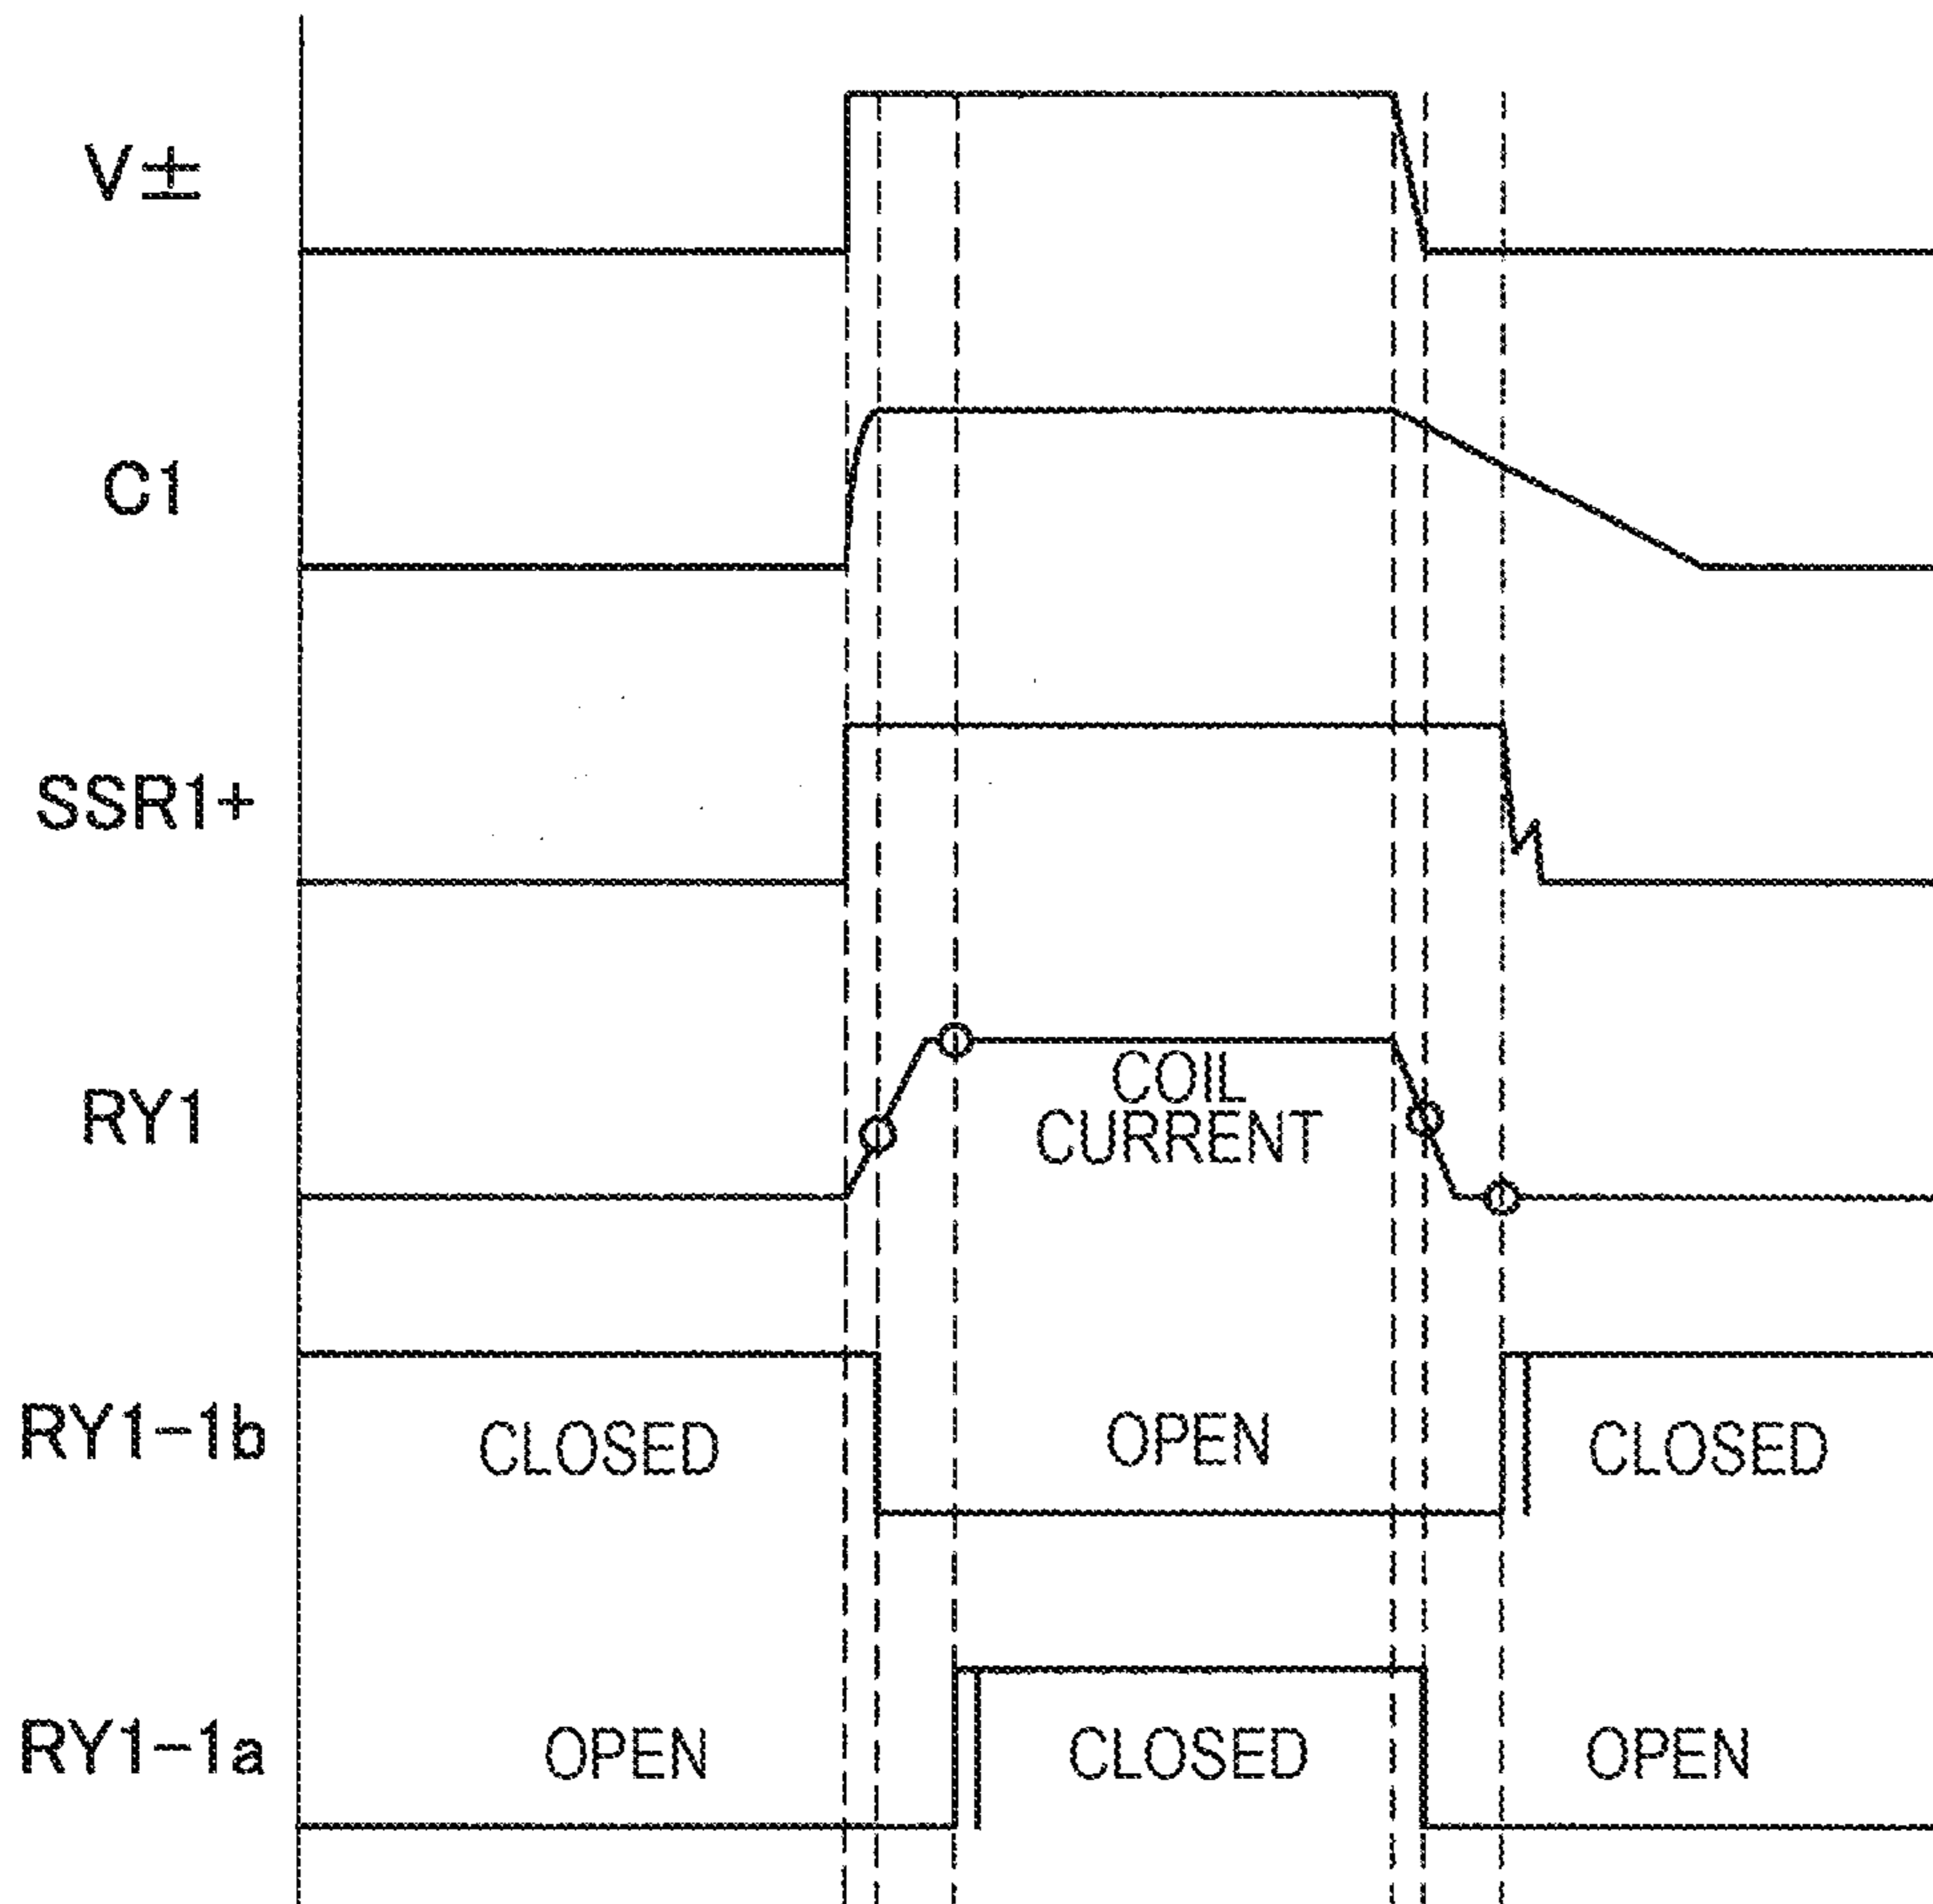 V±
C1
SSR1+
RY1
COIL
CURRENT
RY1-1b
CLOSED
OPEN
CLOSED
RY1-1a
OPEN
CLOSED
OPEN